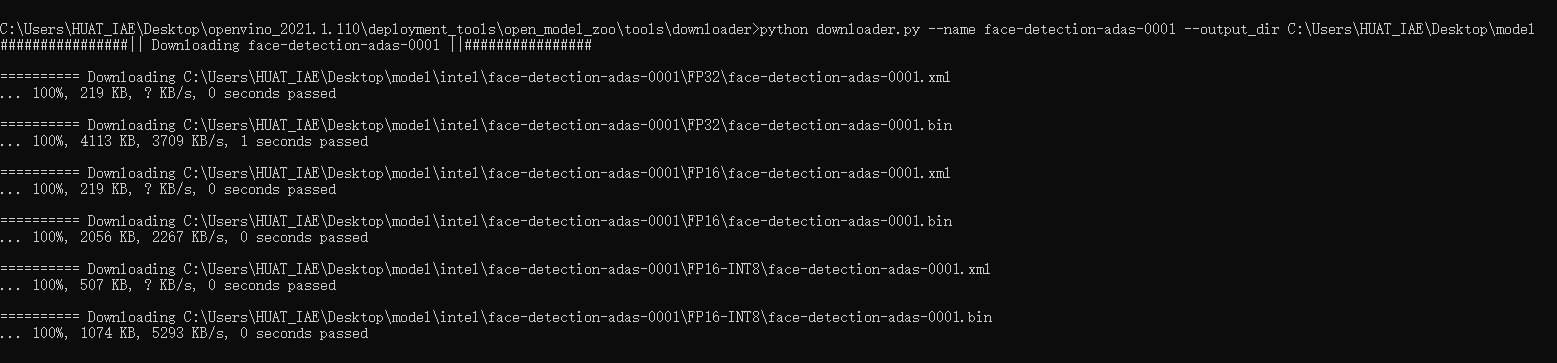 C:\Users\HUAT_IAE\Desktop\openvino_2021.1.110\deployment_tools\open_model_zoo\tools\downloader>python downloader.py --name face-detection-adas-0001 --output_dir C:\Users\HUAT_IAE\Desktop\model
################|| Downloading face-detection-adas-0001 ||################
========== Downloading C:\Users\HUAT_IAE\Desktop\model\intel\face-detection-adas-0001\FP32\face-detection-adas-0001.xml
... 100%, 219 KB, ? KB/s, 0 seconds passed
========== Downloading C:\Users\HUAT_IAE\Desktop\model\intel\face-detection-adas-0001\FP32\face-detection-adas-0001.bin
... 100%, 4113 KB, 3709 KB/s, 1 seconds passed
========== Downloading C:\Users\HUAT_IAE\Desktop\model\intel\face-detection-adas-0001\FP16\face-detection-adas-0001.xml
... 100%, 219 KB, ? KB/s, 0 seconds passed
========== Downloading C:\Users\HUAT_IAE\Desktop\model\intel\face-detection-adas-0001\FP16\face-detection-adas-0001.bin
... 100%, 2056 KB, 2267 KB/s, 0 seconds passed
========== Downloading C:\Users\HUAT_IAE\Desktop\model\intel\face-detection-adas-0001\FP16-INT8\face-detection-adas-0001.xml
... 100%, 507 KB, ? KB/s, 0 seconds passed
========== Downloading C:\Users\HUAT_IAE\Desktop\model\intel\face-detection-adas-0001\FP16-INT8\face-detection-adas-0001.bin
... 100%, 1074 KB, 5293 KB/s, 0 seconds passed